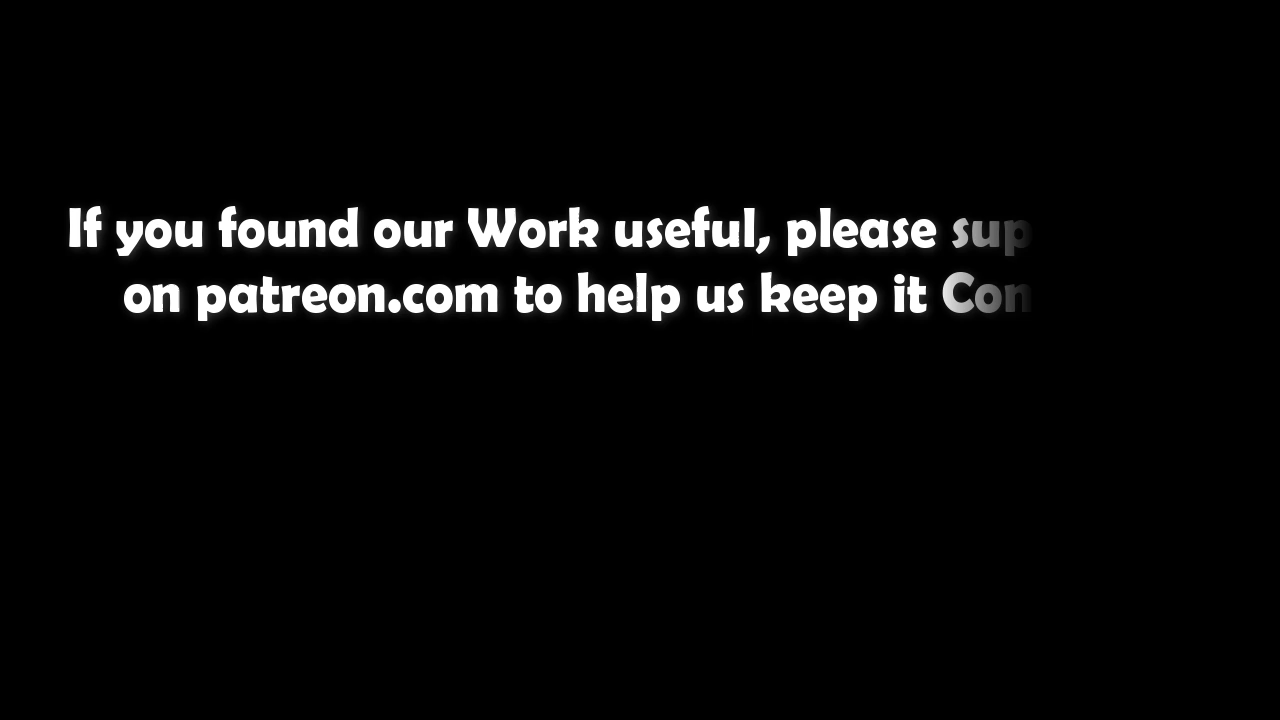 If you found our Work useful, please sup
on patreon.com to help us keep it Con